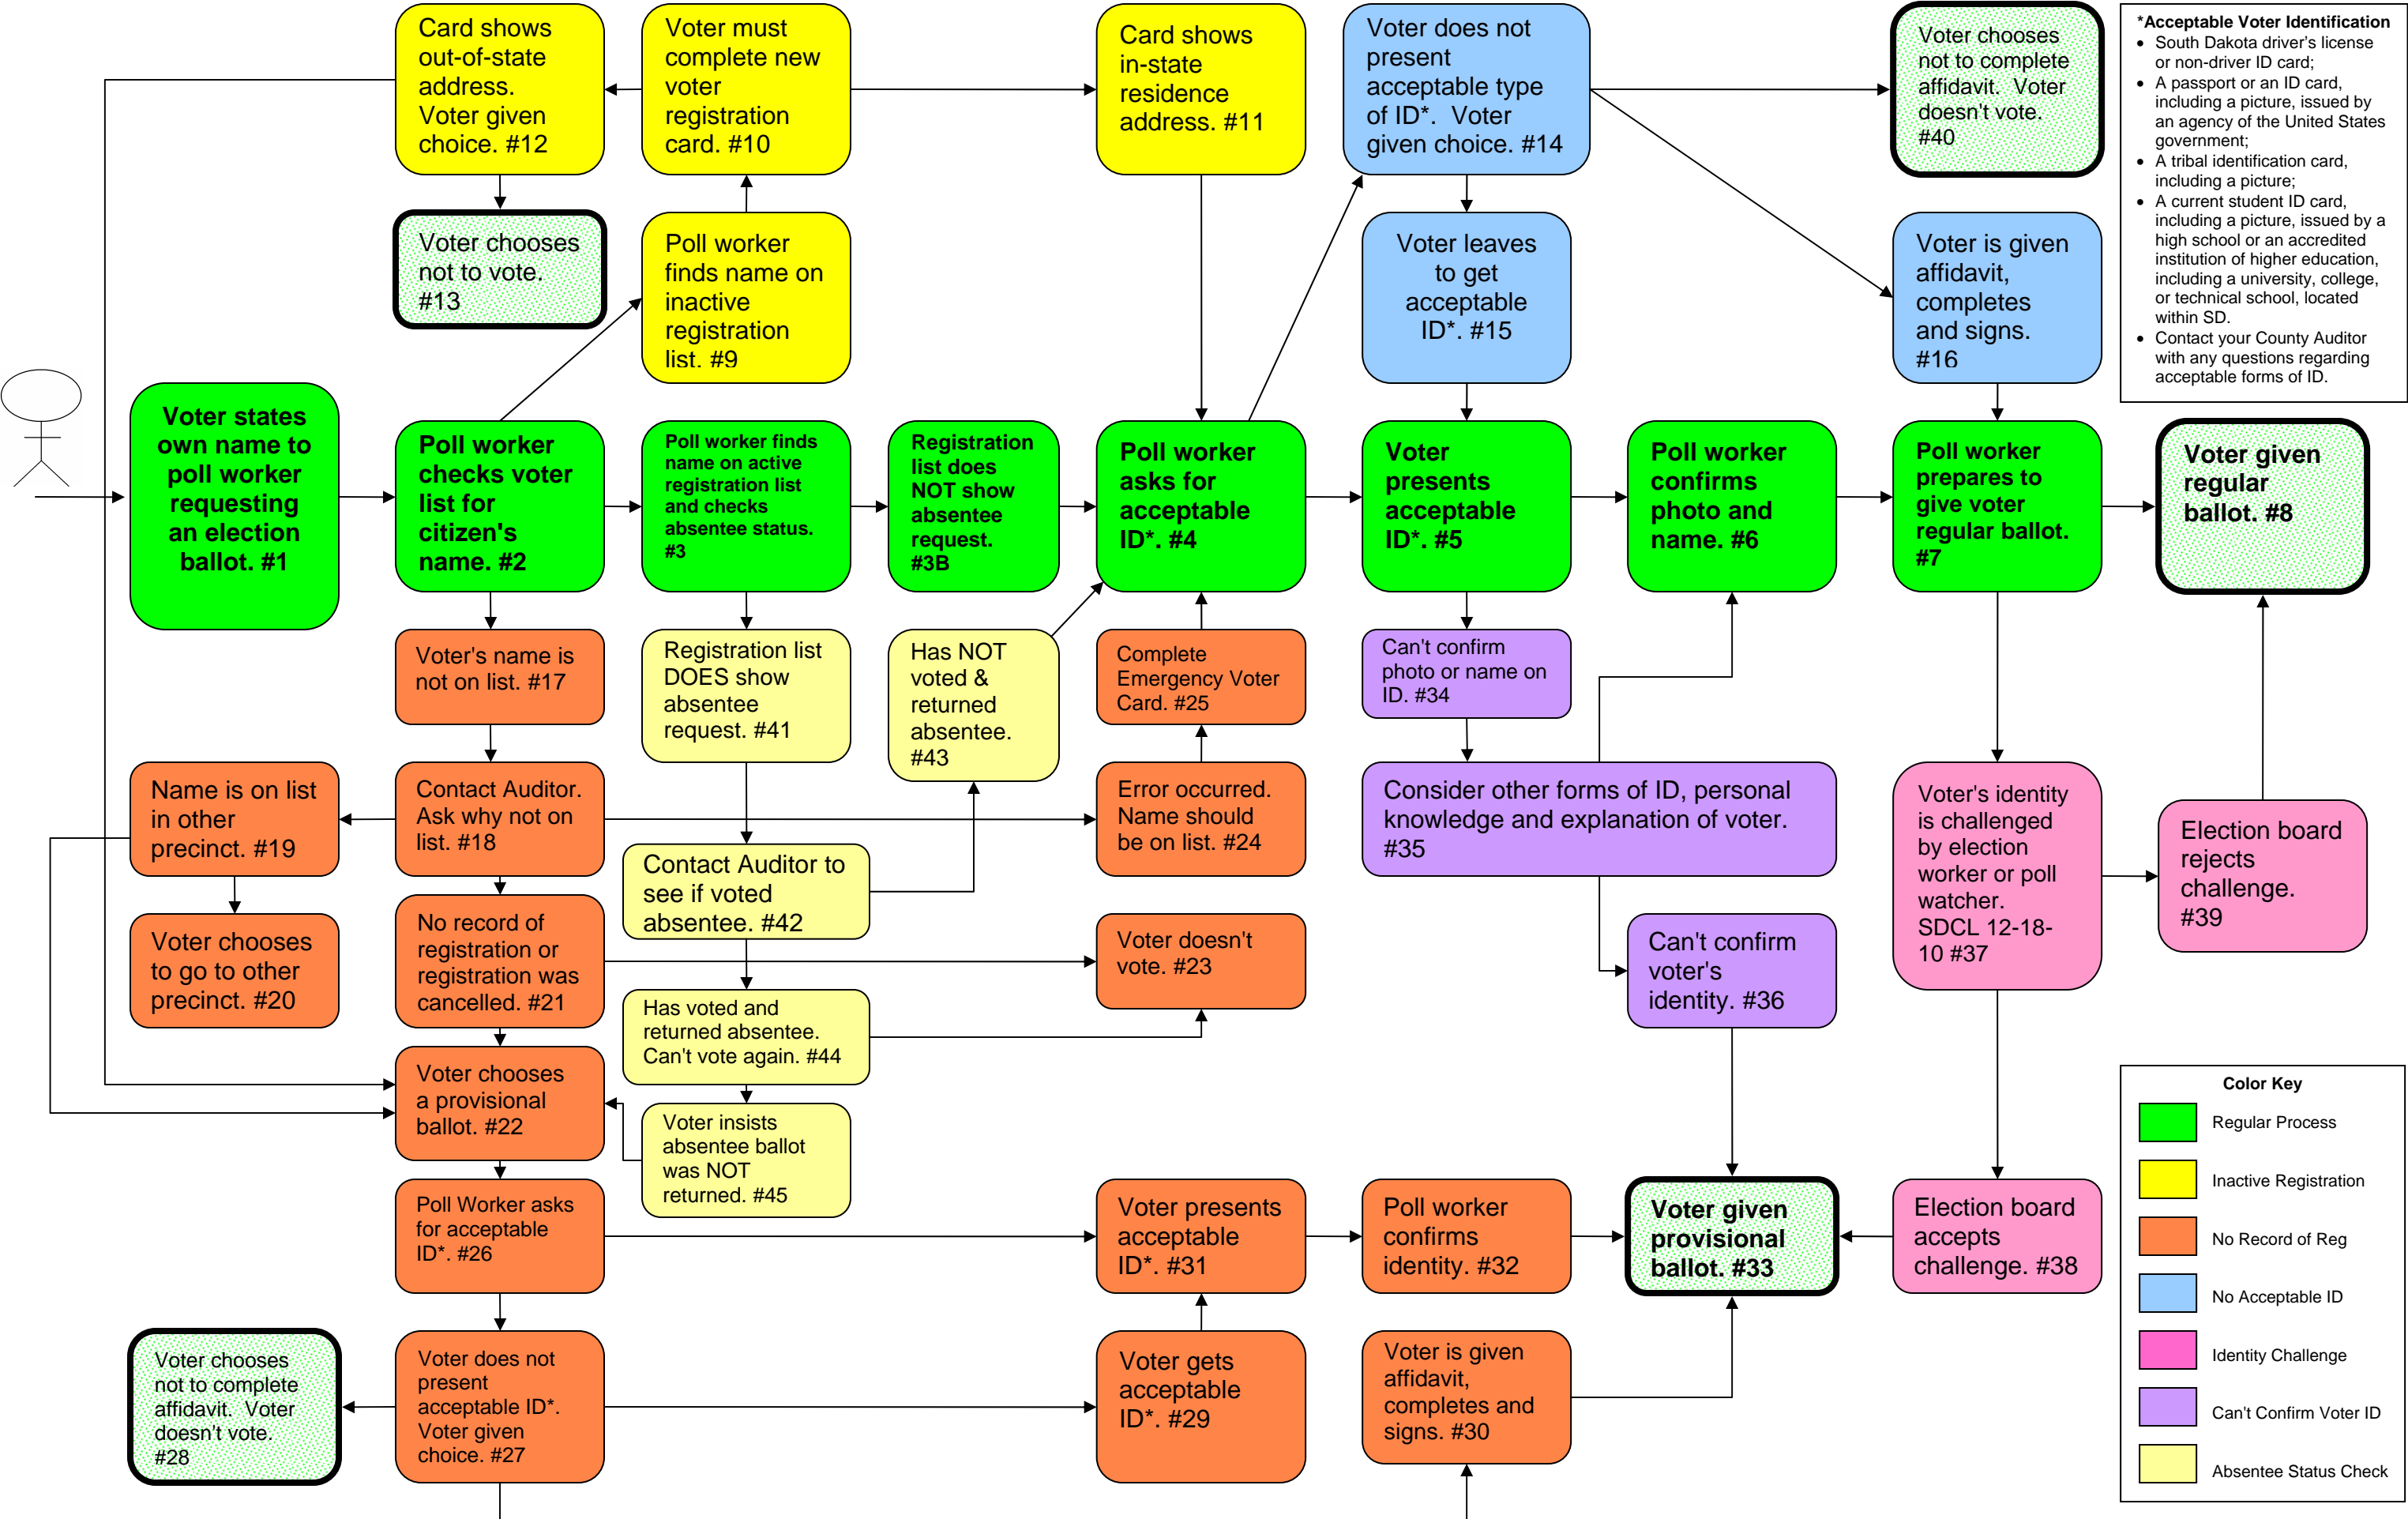 Card shows
out-of-state
address.
Voter given
choice. #12
Voter must
complete new
voter
registration
card. #10
Card shows
in-state
residence
address. #11
Voter does not
present
acceptable type
of ID*. Voter
given choice. #14
Voter chooses
not to complete
affidavit. Voter
doesn't vote.
#40
*Acceptable Voter Identification
• South Dakota driver's license
or non-driver ID card;
• A passport or an ID card,
including a picture, issued by
an agency of the United States
government;
• A tribal identification card,
including a picture;
• A current student ID card,
including a picture, issued by a
high school or an accredited
institution of higher education,
including a university, college,
or technical school, located
within SD.
• Contact your County Auditor
with any questions regarding
acceptable forms of ID.
Voter chooses
not to vote.
#13
Poll worker
finds name on
inactive
registration
list. #9
Voter leaves
to get
acceptable
ID*. #15
Voter is given
affidavit,
completes
and signs.
#16
Voter states
own name to
poll worker
requesting
an election
ballot. #1
Poll worker
checks voter
list for
citizen's
name. #2
Poll worker finds
name on active
registration list
and checks
absentee status.
#3
Registration
list does
NOT show
absentee
request.
#3B
Poll worker
asks for
acceptable
ID*. #4
Voter
presents
acceptable
ID*. #5
Poll worker
confirms
photo and
name. #6
Poll worker
prepares to
give voter
regular ballot.
#7
Voter given
regular
ballot. #8
Voter's name is
not on list. #17
Registration list
DOES show
absentee
request. #41
Has NOT
voted &
returned
absentee.
#43
Complete
Emergency Voter
Card. #25
Can't confirm
photo or name on
ID. #34
Name is on list
in other
precinct. #19
Contact Auditor.
Ask why not on
list. #18
Error occurred.
Name should
be on list. #24
Consider other forms of ID, personal
knowledge and explanation of voter.
#35
Voter's identity
is challenged
by election
worker or poll
watcher.
SDCL 12-18-
10 #37
Election board
rejects
challenge.
#39
Contact Auditor to
see if voted
absentee. #42
Voter chooses
to go to other
precinct. #20
No record of
registration or
registration was
cancelled. #21
Voter doesn't
vote. #23
Can't confirm
voter's
identity. #36
Has voted and
returned absentee.
Can't vote again. #44
Voter chooses
a provisional
ballot. #22
Voter insists
absentee ballot
was NOT
returned. #45
Poll Worker asks
for acceptable
ID*. #26
Voter presents
acceptable
ID*. #31
Poll worker
confirms
identity. #32
Voter given
provisional
ballot. #33
Election board
accepts
challenge. #38
Voter chooses
not to complete
affidavit. Voter
doesn't vote.
#28
Voter does not
present
acceptable ID*.
Voter given
choice. #27
Voter gets
acceptable
ID*. #29
Voter is given
affidavit,
completes and
signs. #30
Color Key
Regular Process
Inactive Registration
No Record of Reg
No Acceptable ID
Identity Challenge
Can't Confirm Voter ID
Absentee Status Check